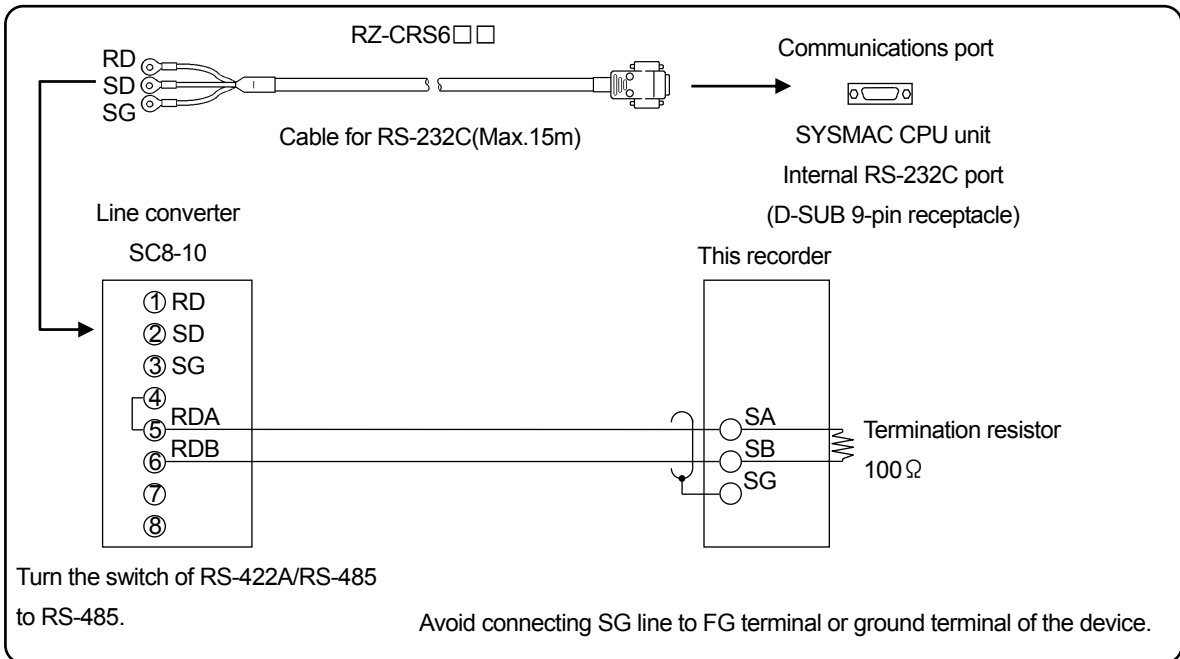 RZ-CRS6□□
RD
SD
SG
Cable for RS-232C(Max.15m)
Communications port
SYSMAC CPU unit
Internal RS-232C port
(D-SUB 9-pin receptacle)
Line converter
SC8-10
① RD
② SD
③ SG
④
⑤ RDA
⑥ RDB
⑦
⑧
This recorder
SA
SB
SG
Termination resistor
100Ω
Turn the switch of RS-422A/RS-485
to RS-485.
Avoid connecting SG line to FG terminal or ground terminal of the device.